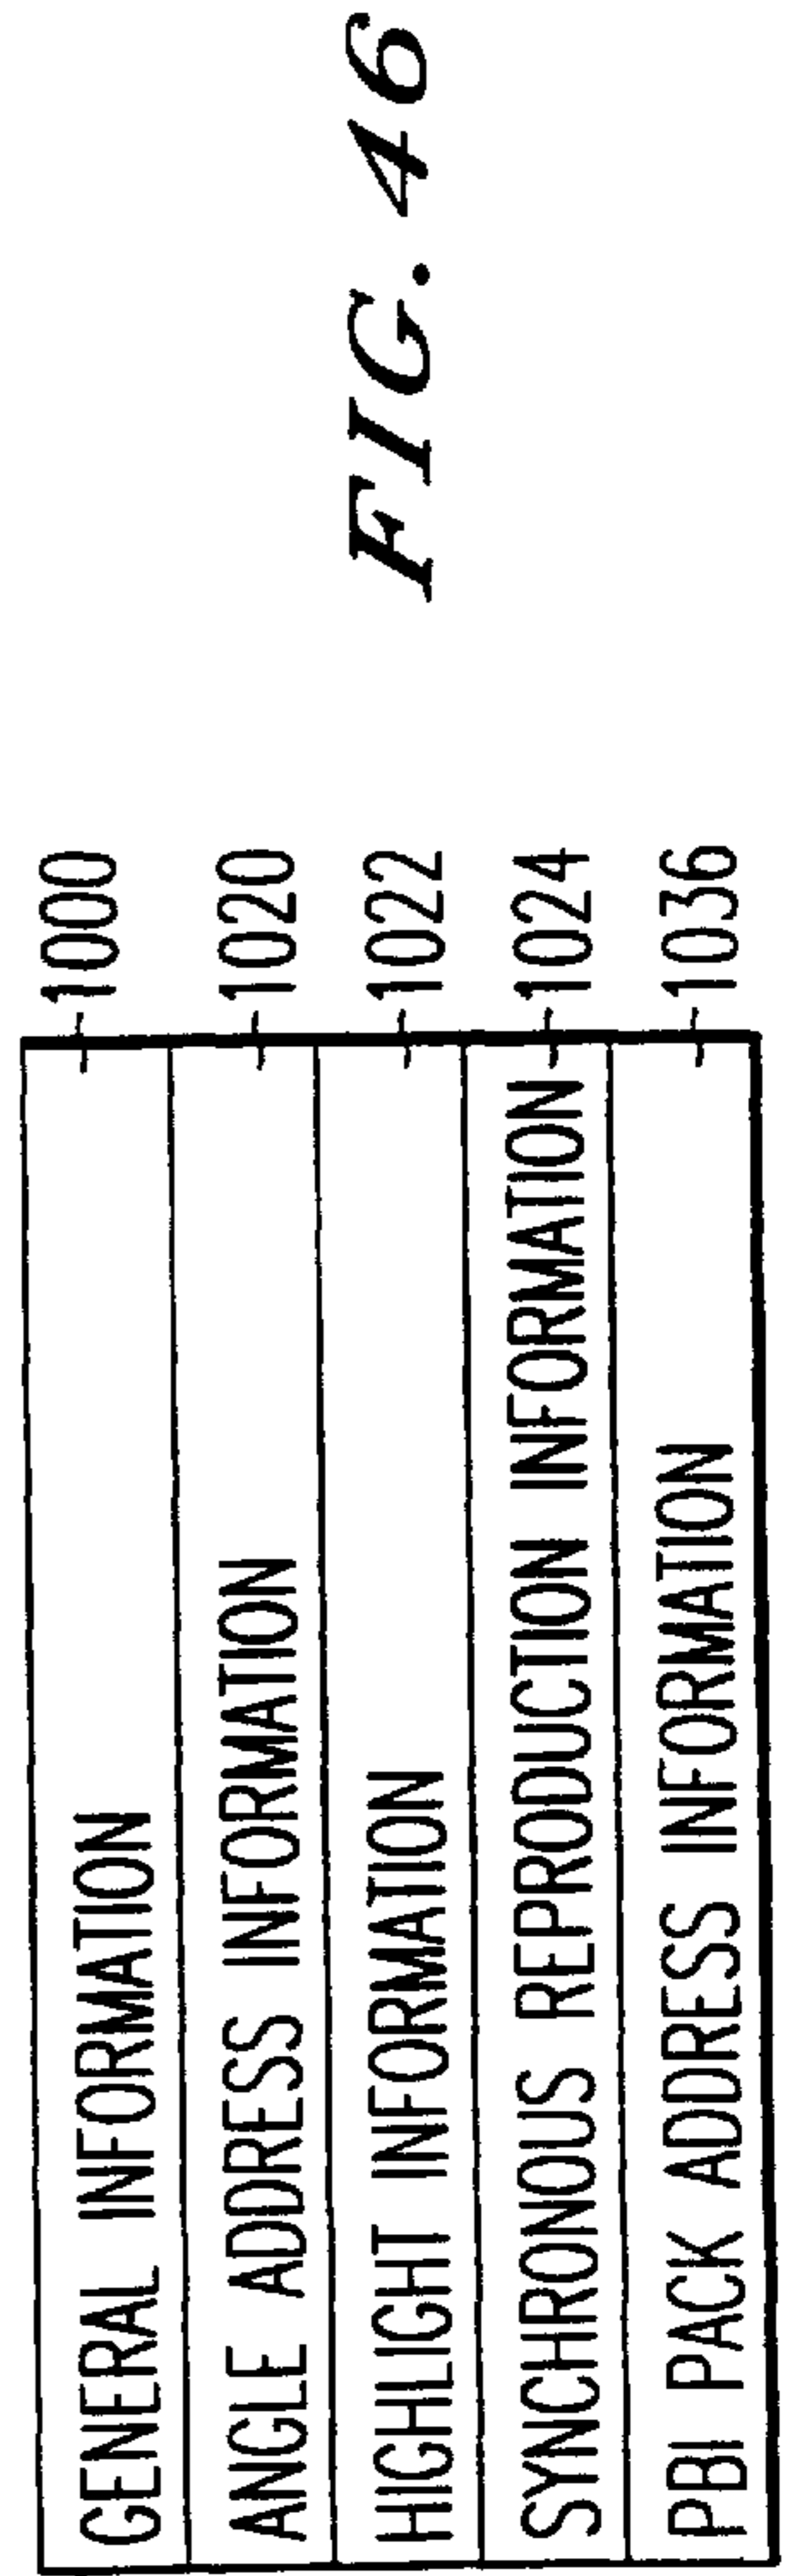 GENERAL INFORMATION 1000
ANGLE ADDRESS INFORMATION 1020
HIGHLIGHT INFORMATION 1022
SYNCHRONOUS REPRODUCTION INFORMATION 1024
PBI PACK ADDRESS INFORMATION 1036
FIG. 46